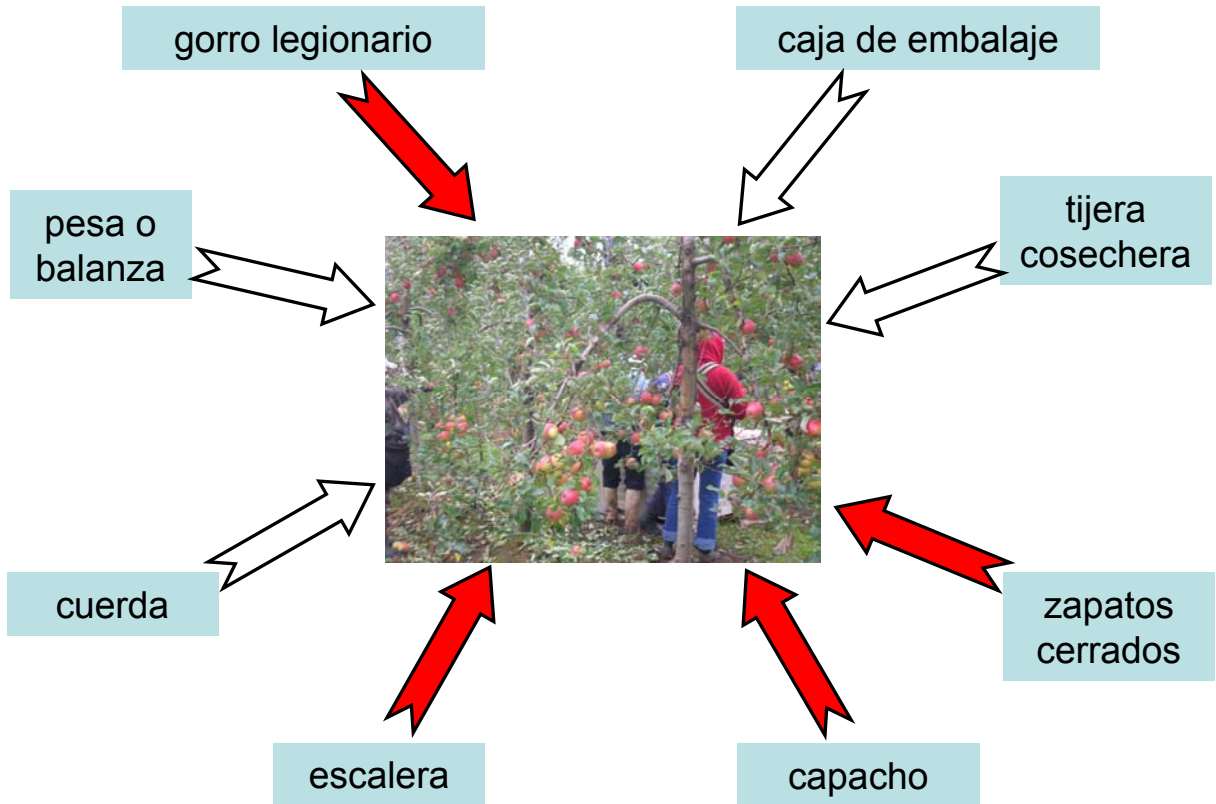 gorro legionario
caja de embalaje
pesa o
balanza
tijera
cosechera
cuerda
zapatos
cerrados
escalera
capacho